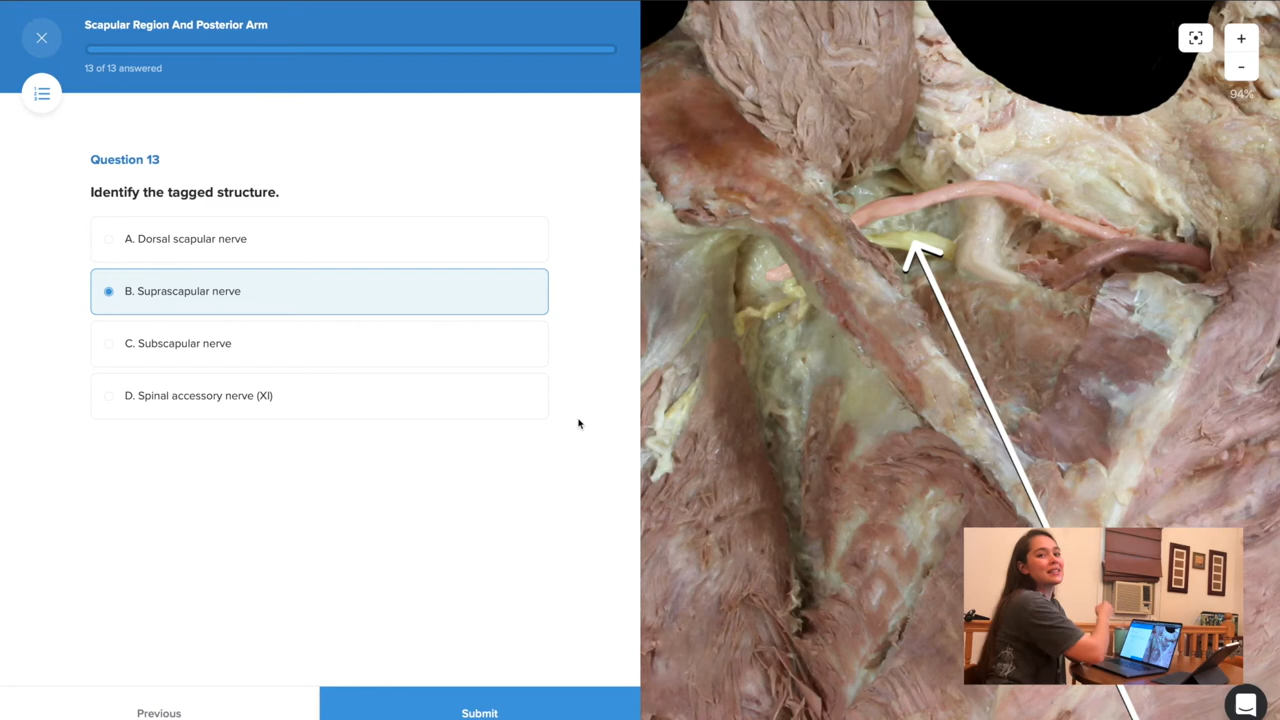 Scapular Region And Posterior Arm
13 of 13 answered
Question 13
Identify the tagged structure.
A. Dorsal scapular nerve
B. Suprascapular nerve
C. Subscapular nerve
D. Spinal accessory nerve (XI)
Previous
Submit
+
-
94%